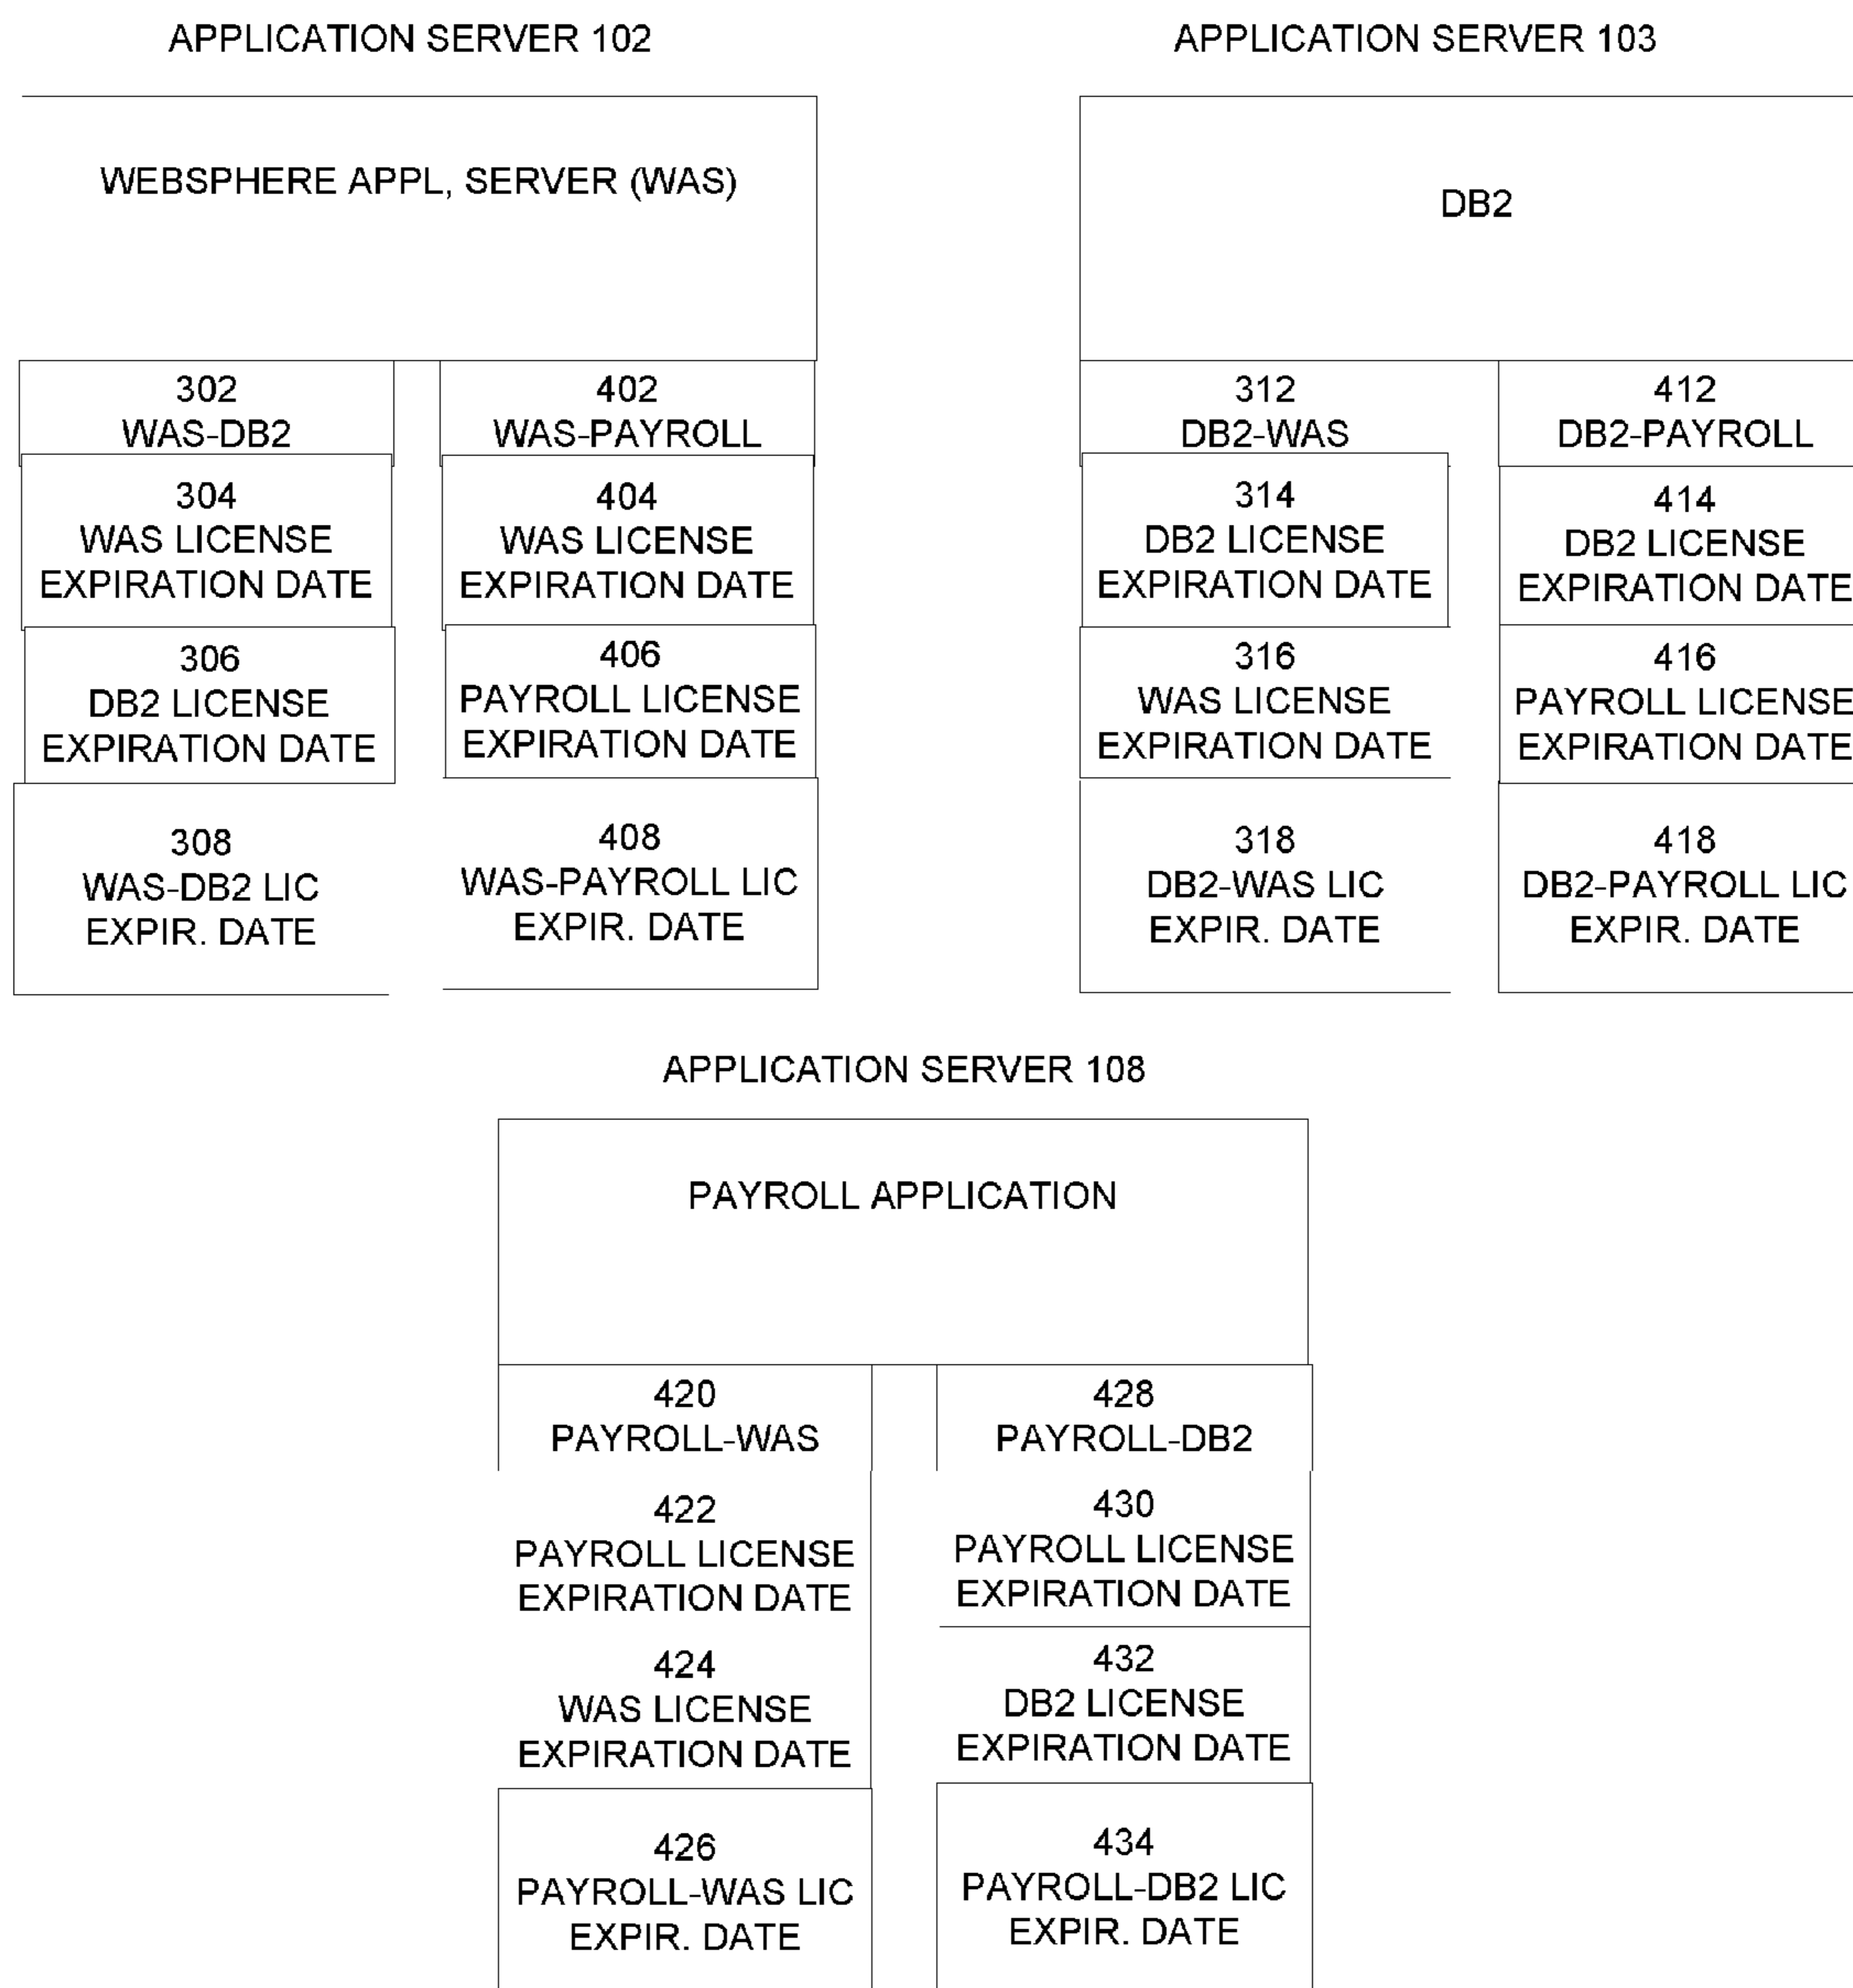 APPLICATION SERVER 102
WEBSPHERE APPL, SERVER (WAS)
302
WAS-DB2
304
WAS LICENSE
EXPIRATION DATE
306
DB2 LICENSE
EXPIRATION DATE
308
WAS-DB2 LIC
EXPIR. DATE
402
WAS-PAYROLL
404
WAS LICENSE
EXPIRATION DATE
406
PAYROLL LICENSE
EXPIRATION DATE
408
WAS-PAYROLL LIC
EXPIR. DATE
APPLICATION SERVER 103
DB2
312
DB2-WAS
314
DB2 LICENSE
EXPIRATION DATE
316
WAS LICENSE
EXPIRATION DATE
318
DB2-WAS LIC
EXPIR. DATE
412
DB2-PAYROLL
414
DB2 LICENSE
EXPIRATION DATE
416
PAYROLL LICENSE
EXPIRATION DATE
418
DB2-PAYROLL LIC
EXPIR. DATE
APPLICATION SERVER 108
PAYROLL APPLICATION
420
PAYROLL-WAS
422
PAYROLL LICENSE
EXPIRATION DATE
424
WAS LICENSE
EXPIRATION DATE
426
PAYROLL-WAS LIC
EXPIR. DATE
428
PAYROLL-DB2
430
PAYROLL LICENSE
EXPIRATION DATE
432
DB2 LICENSE
EXPIRATION DATE
434
PAYROLL-DB2 LIC
EXPIR. DATE